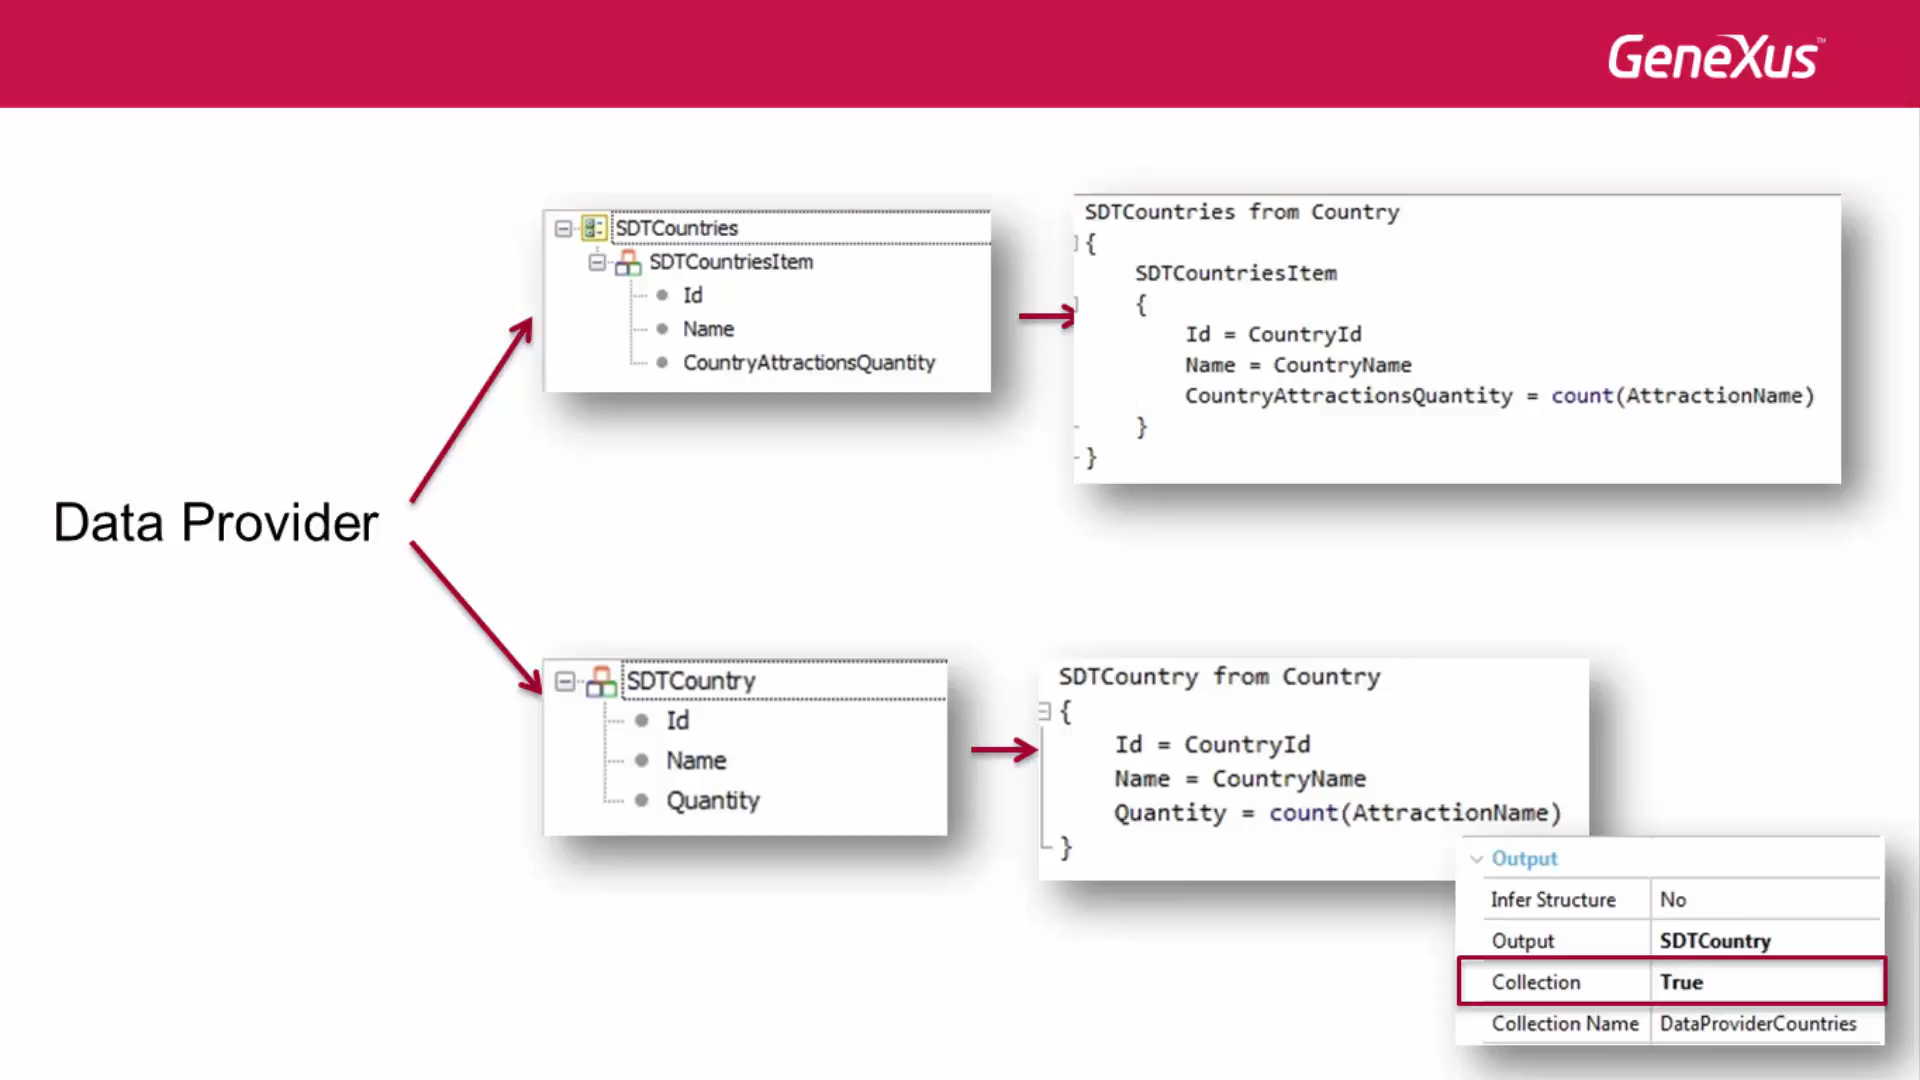 GeneXus™
SDTCountries
SDTCountriesItem
Id
Name
CountryAttractionsQuantity
SDTCountries from Country
{
SDTCountriesItem
{
Id = CountryId
Name = CountryName
CountryAttractionsQuantity = count(AttractionName)
}
}
Data Provider
SDTCountry
Id
Name
Quantity
SDTCountry from Country
{
Id = CountryId
Name = CountryName
Quantity = count(AttractionName)
}
Output
Infer Structure No
Output SDTCountry
Collection True
Collection Name DataProviderCountries